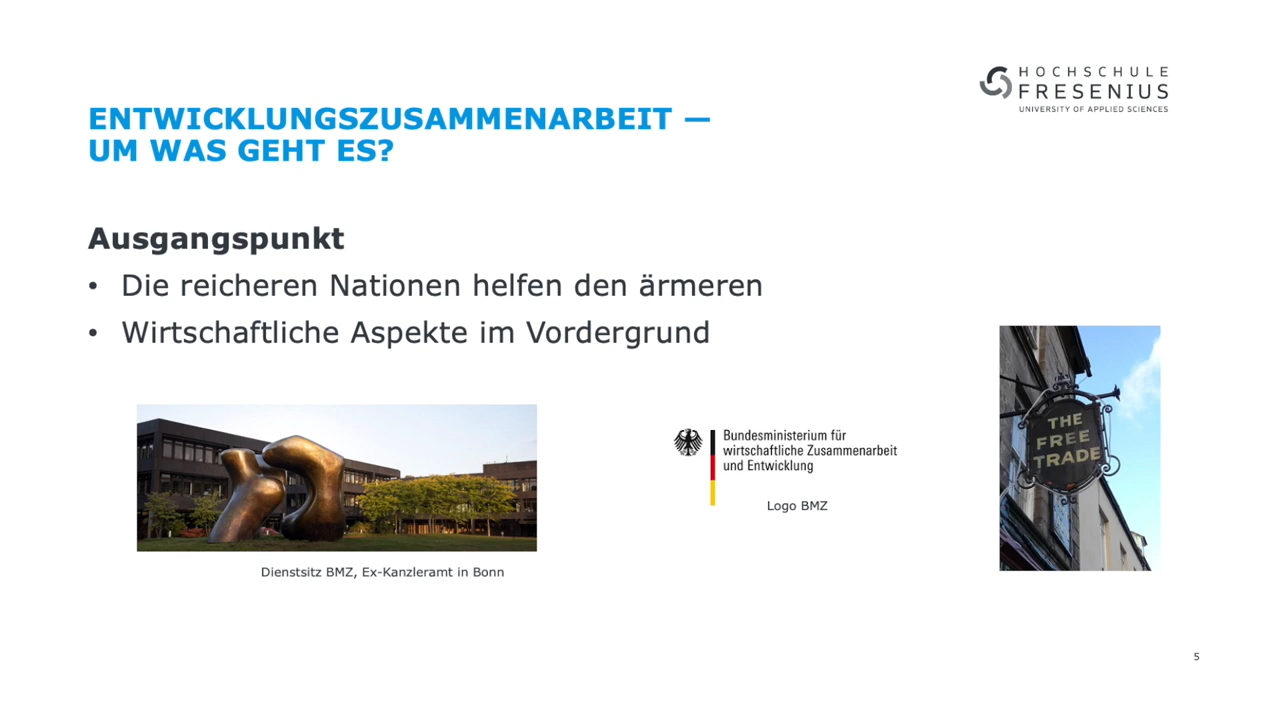 HOCHSCHULE
FRESENIUS
UNIVERSITY OF APPLIED SCIENCES
ENTWICKLUNGSZUSAMMENARBEIT —
UM WAS GEHT ES?
Ausgangspunkt
• Die reicheren Nationen helfen den ärmeren
• Wirtschaftliche Aspekte im Vordergrund
Dienstsitz BMZ, Ex-Kanzleramt in Bonn
Bundesministerium für
wirtschaftliche Zusammenarbeit
und Entwicklung
Logo BMZ
THE
FREE
TRADE
5